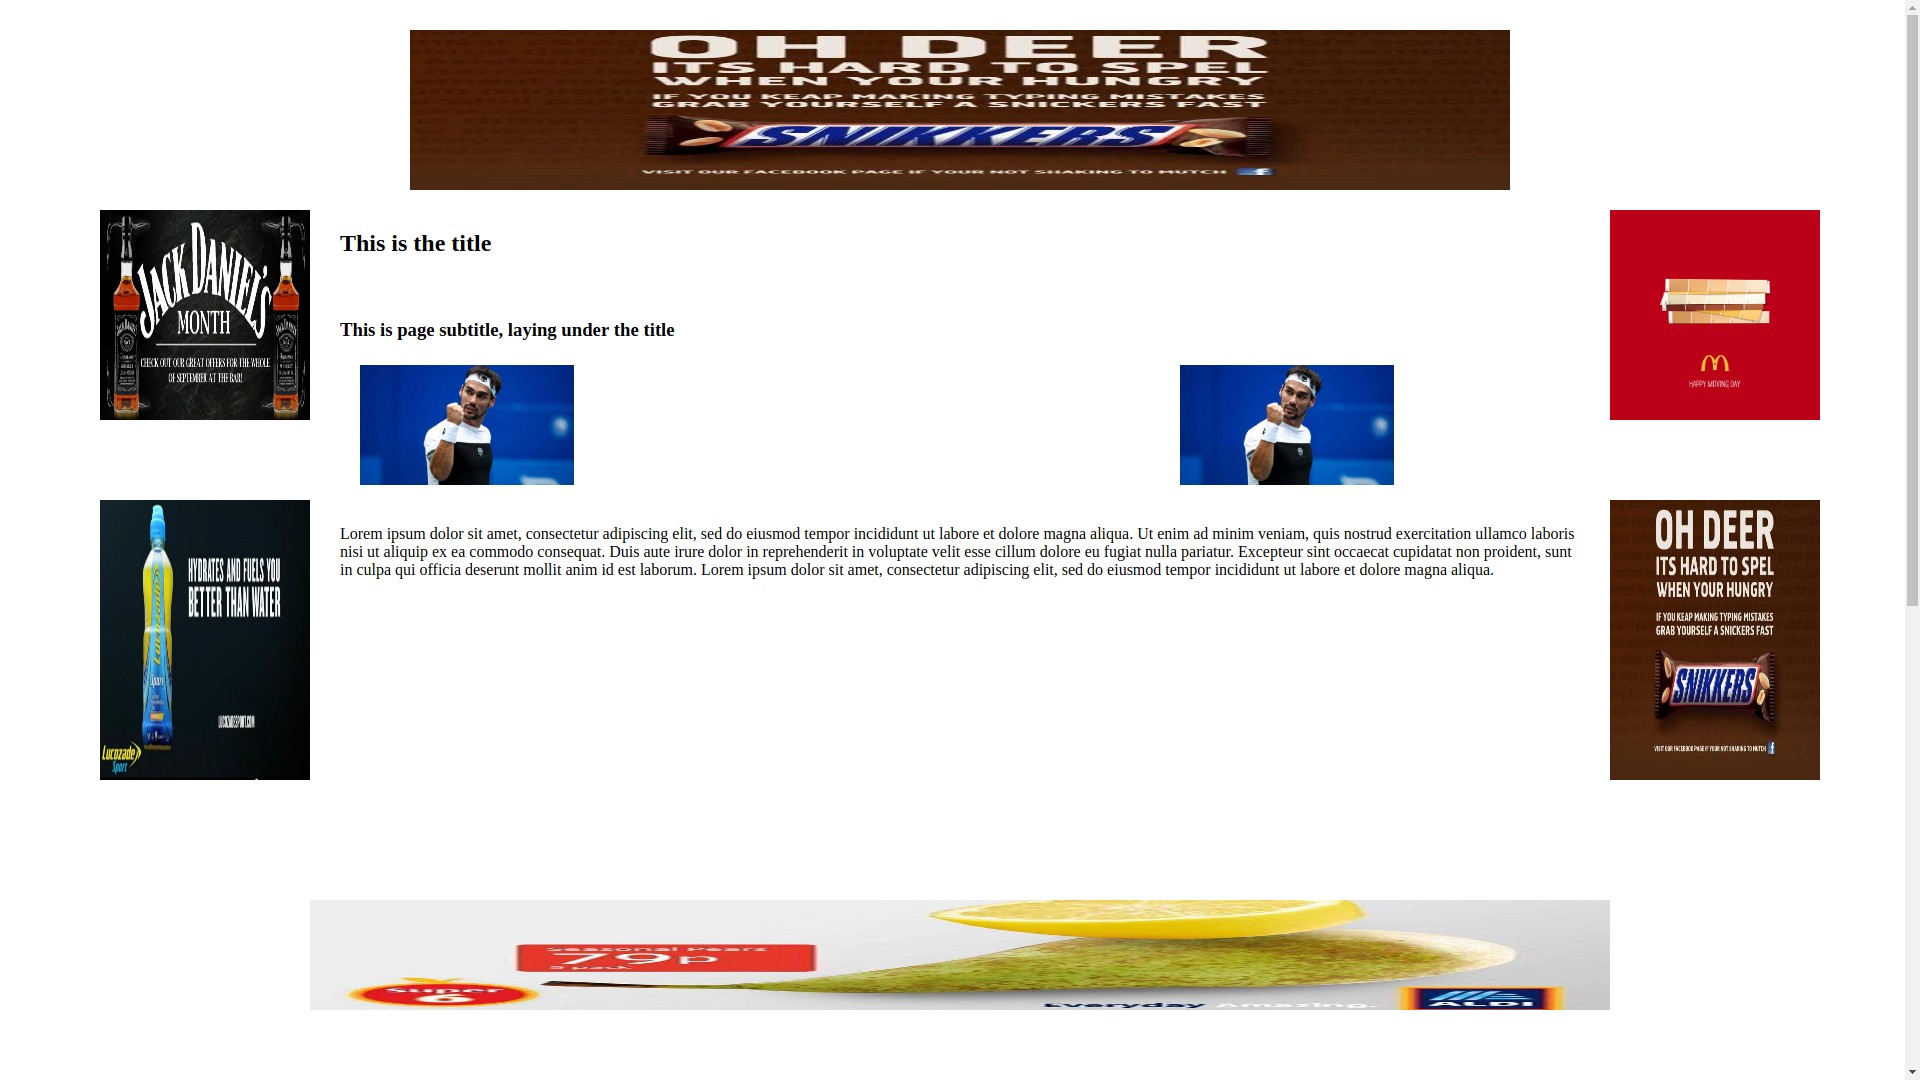 OH DEER
ITS HARD TO SPEL
WHEN YOUR HUNGRY
IF YOU KEAP MAKING TYPING MISTAKES
GRAB YOURSELF A SNICKERS FAST
SNIKKERS
VISIT OUR FACEBOOK PAGE IF YOUR NOT SHAKING TO MUTCH f
JACK DANIEL'S
MONTH
CHECK OUT OUR GREAT OFFERS FOR THE WHOLE
OF SEPTEMBER AT THE BAR!
This is the title
This is page subtitle, laying under the title
HAPPY MOVING DAY
HYDRATES AND FUELS YOU
BETTER THAN WATER
Lucozade
Sport
LUCOZADESPORT.COM
Lucozade
Sport
Lorem ipsum dolor sit amet, consectetur adipiscing elit, sed do eiusmod tempor incididunt ut labore et dolore magna aliqua. Ut enim ad minim veniam, quis nostrud exercitation ullamco laboris
nisi ut aliquip ex ea commodo consequat. Duis aute irure dolor in reprehenderit in voluptate velit esse cillum dolore eu fugiat nulla pariatur. Excepteur sint occaecat cupidatat non proident, sunt
in culpa qui officia deserunt mollit anim id est laborum. Lorem ipsum dolor sit amet, consectetur adipiscing elit, sed do eiusmod tempor incididunt ut labore et dolore magna aliqua.
OH DEER
ITS HARD TO SPEL
WHEN YOUR HUNGRY
IF YOU KEAP MAKING TYPING MISTAKES
GRAB YOURSELF A SNICKERS FAST
SNIKKERS
VISIT OUR FACEBOOK PAGE IF YOUR NOT SHAKING TO MUTCH f
Seasonal Pears
79p
5 pack
Super
6
Everyday Amazing.
ALDI